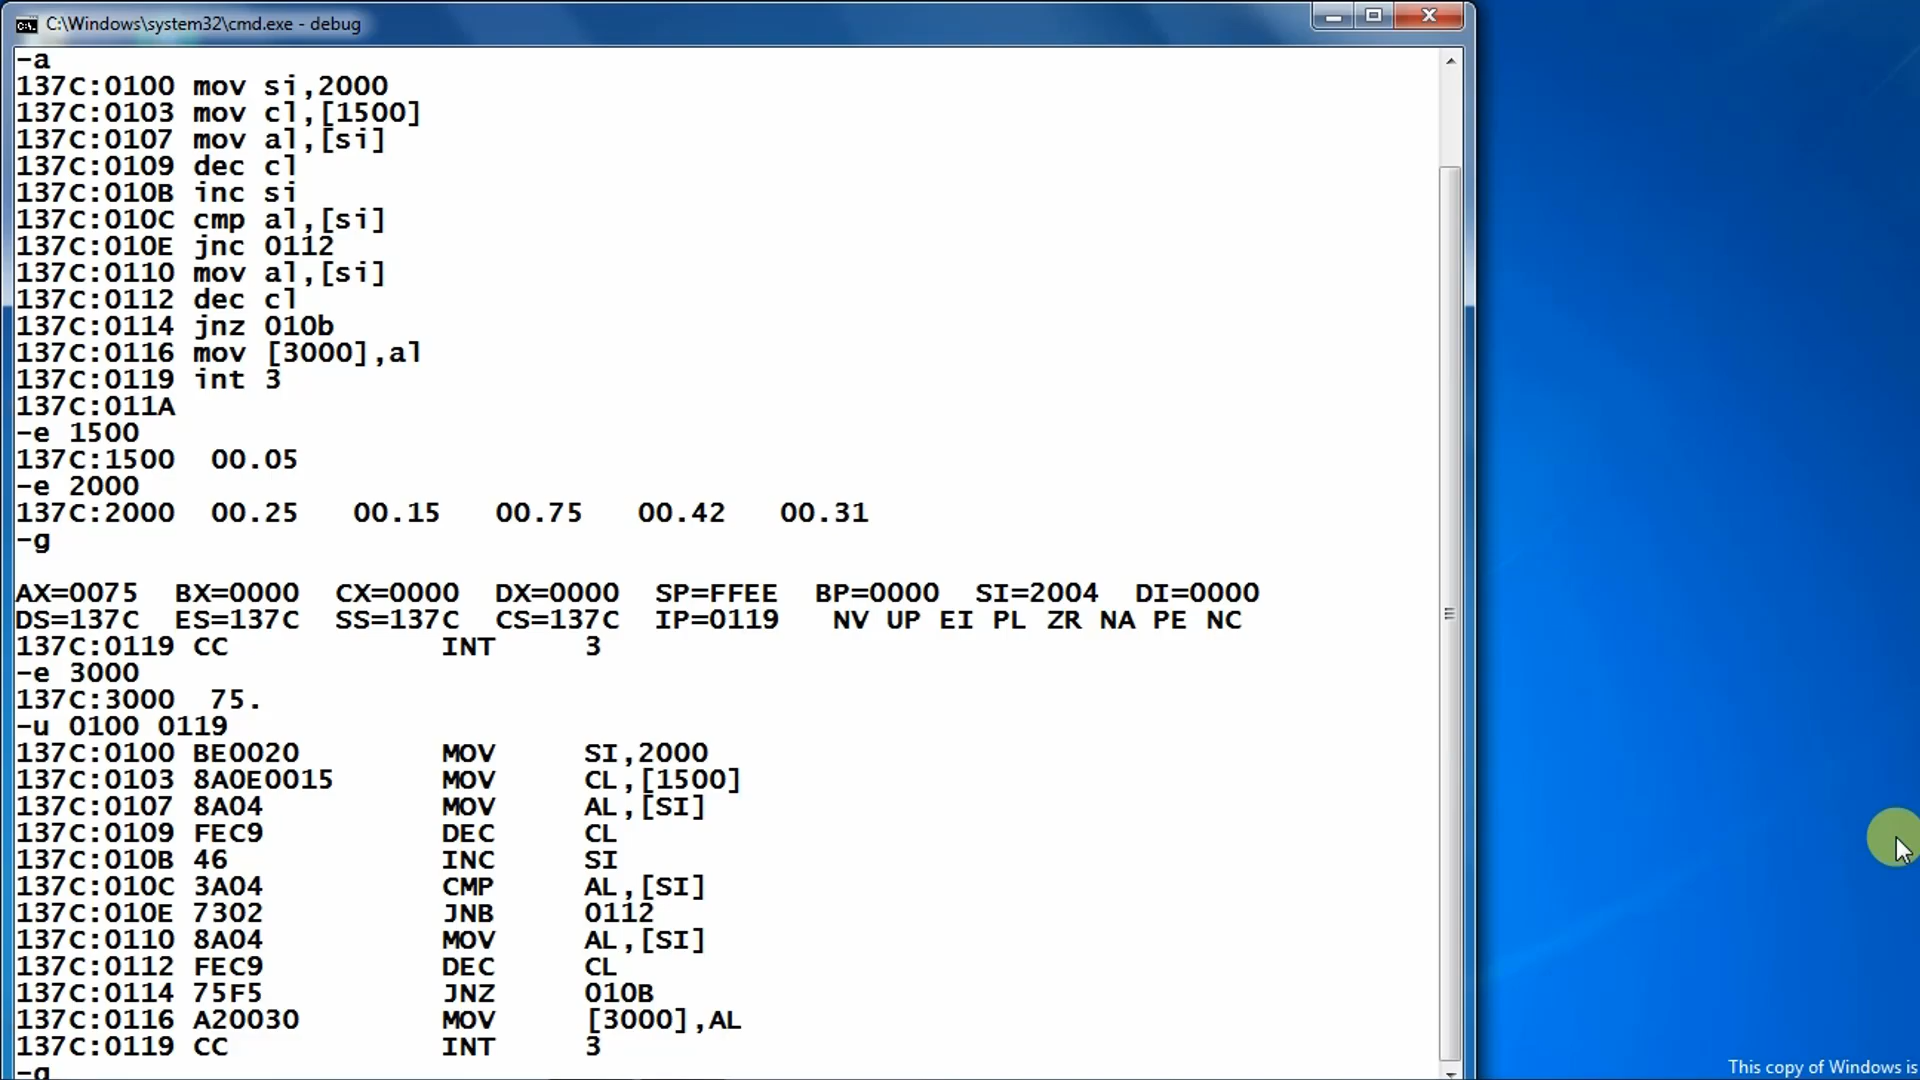 C:\Windows\system32\cmd.exe - debug
-a
137C:0100 mov si,2000
137C:0103 mov cl,[1500]
137C:0107 mov al,[si]
137C:0109 dec cl
137C:010B inc si
137C:010C cmp al,[si]
137C:010E jnc 0112
137C:0110 mov al,[si]
137C:0112 dec cl
137C:0114 jnz 010b
137C:0116 mov [3000],al
137C:0119 int 3
137C:011A
-e 1500
137C:1500  00.05
-e 2000
137C:2000  00.25   00.15   00.75   00.42   00.31
-g
AX=0075  BX=0000  CX=0000  DX=0000  SP=FFEE  BP=0000  SI=2004  DI=0000
DS=137C  ES=137C  SS=137C  CS=137C  IP=0119   NV UP EI PL ZR NA PE NC
137C:0119 CC            INT     3
-e 3000
137C:3000  75.
-u 0100 0119
137C:0100 BE0020        MOV     SI,2000
137C:0103 8A0E0015      MOV     CL,[1500]
137C:0107 8A04          MOV     AL,[SI]
137C:0109 FEC9          DEC     CL
137C:010B 46            INC     SI
137C:010C 3A04          CMP     AL,[SI]
137C:010E 7302          JNB     0112
137C:0110 8A04          MOV     AL,[SI]
137C:0112 FEC9          DEC     CL
137C:0114 75F5          JNZ     010B
137C:0116 A20030        MOV     [3000],AL
137C:0119 CC            INT     3
This copy of Windows is